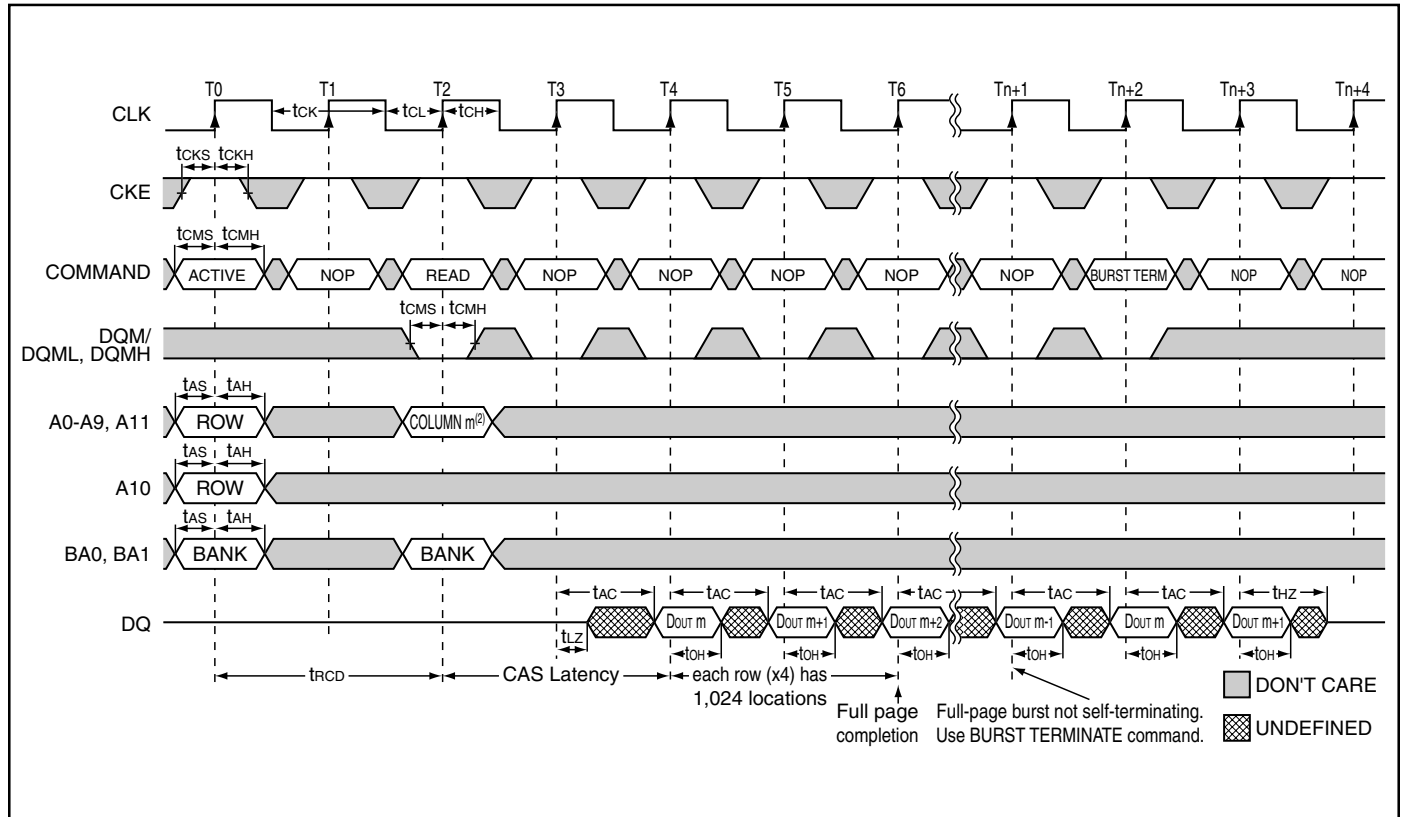 T0 T1 T2 T3 T4 T5 T6 Tn+1 Tn+2 Tn+3 Tn+4
CLK
tCK tCL tCH
tCKS tCKH
CKE
tCMS tCMH
COMMAND ACTIVE NOP READ NOP NOP NOP NOP NOP BURST TERM NOP NOP
tCMS tCMH
DQM/
DQML, DQMH
tAS tAH
A0-A9, A11 ROW COLUMN m(2)
tAS tAH
A10 ROW
tAS tAH
BA0, BA1 BANK BANK
tAC tAC tAC tAC tAC tAC tHZ
DQ DOUT m DOUT m+1 DOUT m+2 DOUT m-1 DOUT m DOUT m+1
tLZ tOH tOH tOH tOH tOH tOH
tRCD CAS Latency each row (x4) has
1,024 locations
Full page
completion
Full-page burst not self-terminating.
Use BURST TERMINATE command.
DON'T CARE
UNDEFINED